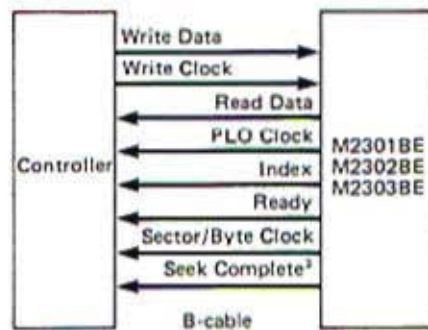 Write Data
Write Clock
Read Data
PLO Clock
Index
Ready
Sector/Byte Clock
Seek Complete³
Controller
M2301BE
M2302BE
M2303BE
B-cable